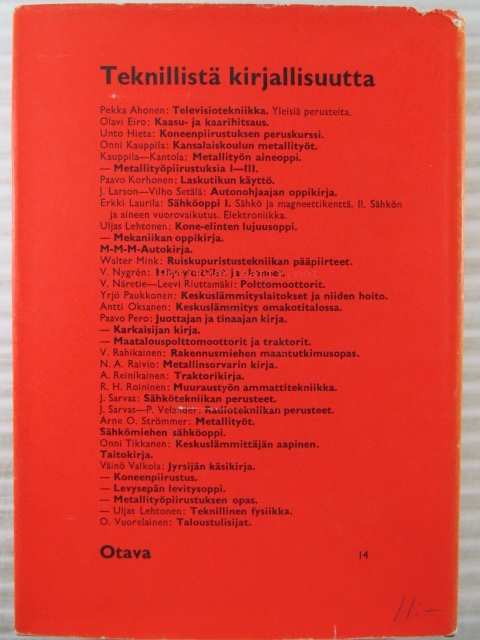 Teknillistä kirjallisuutta
Pekka Ahonen: Televisiotekniikka. Yleisiä perusteita.
Olavi Eiro: Kaasu- ja kaarihitsaus.
Unto Hieta: Koneenpiirustuksen peruskurssi.
Onni Kauppila: Kansalaiskoulun metallityöt.
Kauppila—Kantola: Metallityön aineoppi.
— Metallityöpiirustuksia I—III.
Paavo Korhonen: Laskutikun käyttö.
J. Larson—Vilho Setälä: Autonohjaajan oppikirja.
Erkki Laurila: Sähköoppi I. Sähkö ja magneettikenttä. II. Sähkön
ja aineen vuorovaikutus. Elektroniikka.
Uljas Lehtonen: Kone-elinten lujuusoppi.
— Mekaniikan oppikirja.
M-M-M-Autokirja.
Walter Mink: Ruiskupuristustekniikan pääpiirteet.
V. Nygrén: ja
V. Näretie—Leevi Riuttamäki: Polttomoottorit.
Yrjö Paukkonen: Keskuslämmityslaitokset ja niiden hoito.
Antti Oksanen: Keskuslämmitys omakotitalossa.
Paavo Pero: Juottajan ja tinaajan kirja.
— Karkaisijan kirja.
— Maatalouspolttomoottorit ja traktorit.
V. Rahikainen: Rakennusmiehen maantutkimusopas.
N. A. Raivio: Metallinsorvarin kirja.
A. Reinikainen: Traktorikirja.
R. H. Roininen: Muuraustyön ammattitekniikka.
J. Sarvas: Sähkötekniikan perusteet.
J. Sarvas—P. Velander: Radiotekniikan perusteet.
Arne O. Strömmer: Metallityöt.
Sähkömiehen sähköoppi.
Onni Tikkanen: Keskuslämmittäjän aapinen.
Taitokirja.
Väinö Valkola: Jyrsijän käsikirja.
— Koneenpiirustus.
— Levysepän levitysoppi.
— Metallityöpiirustuksen opas.
— Uljas Lehtonen: Teknillinen fysiikka.
O. Vuorelainen: Taloustulisijat.
Otava
14